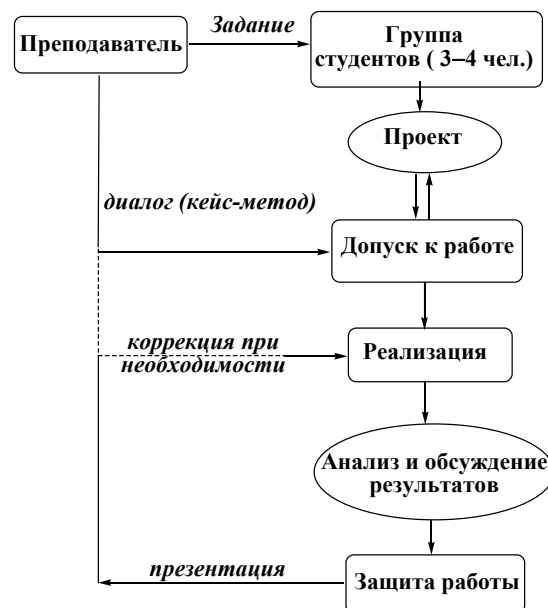 Преподаватель
Задание
Группа
студентов ( 3–4 чел.)
Проект
диалог (кейс-метод)
Допуск к работе
коррекция при
необходимости
Реализация
Анализ и обсуждение
результатов
презентация
Защита работы